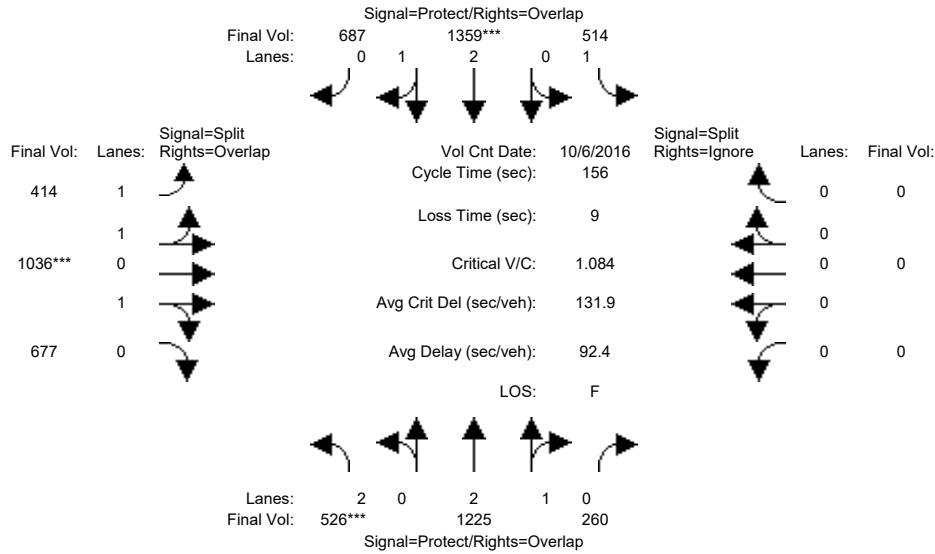 Signal=Protect/Rights=Overlap
Final Vol: 687 1359*** 514
Lanes: 0 1 2 0 1
Signal=Split
Rights=Overlap
Final Vol: Lanes:
Vol Cnt Date: 10/6/2016
Signal=Split
Rights=Ignore
Lanes: Final Vol:
Cycle Time (sec): 156
414 1
0 0
Loss Time (sec): 9
1
0
1036*** 0
Critical V/C: 1.084
0 0
1
Avg Crit Del (sec/veh): 131.9
0
677 0
Avg Delay (sec/veh): 92.4
0 0
LOS: F
Lanes: 2 0 2 1 0
Final Vol: 526*** 1225 260
Signal=Protect/Rights=Overlap